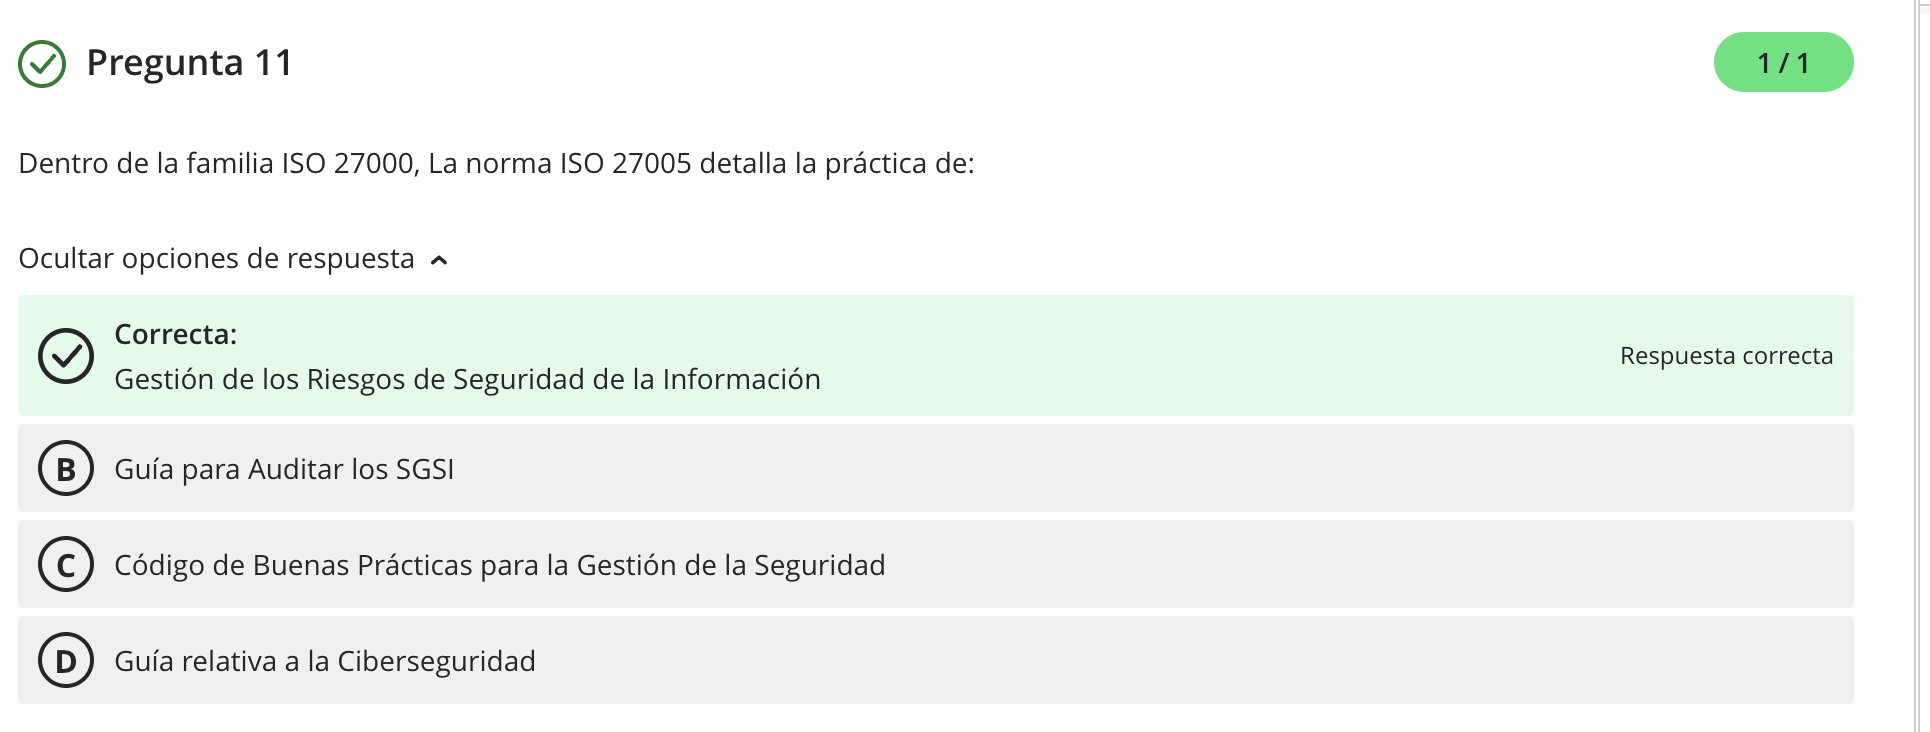 Pregunta 11
1 / 1
Dentro de la familia ISO 27000, La norma ISO 27005 detalla la práctica de:
Ocultar opciones de respuesta
Correcta:
Gestión de los Riesgos de Seguridad de la Información
Respuesta correcta
B Guía para Auditar los SGSI
C Código de Buenas Prácticas para la Gestión de la Seguridad
D Guía relativa a la Ciberseguridad